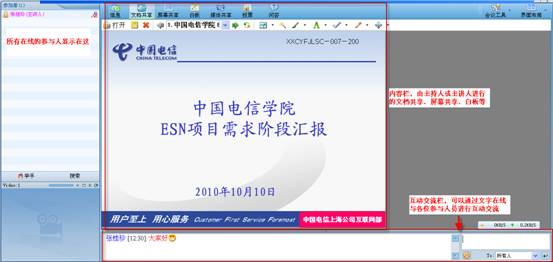 参加者(1)
张桂珍(主讲人)
所有在线的参与人显示在这
举手
搜索
Video: 1
信息
文档共享
屏幕共享
白板
媒体共享
投票
问答
会议工具
界面布局
打开
1. 中国电信学院
中国电信
CHINA TELECOM
XXCYFJLSC-007-200
中国电信学院
ESN项目需求阶段汇报
2010年10月10日
用户至上 用心服务 Customer First Service Foremost
中国电信上海公司互联网部
内容栏，由主持人或主讲人进行
的文档共享、屏幕共享、白板等
互动交流栏，可以通过文字在线
与各位参与人员进行互动交流
0KB/S
0.2KB/S
张桂珍 [12:30] 大家好
To
所有人